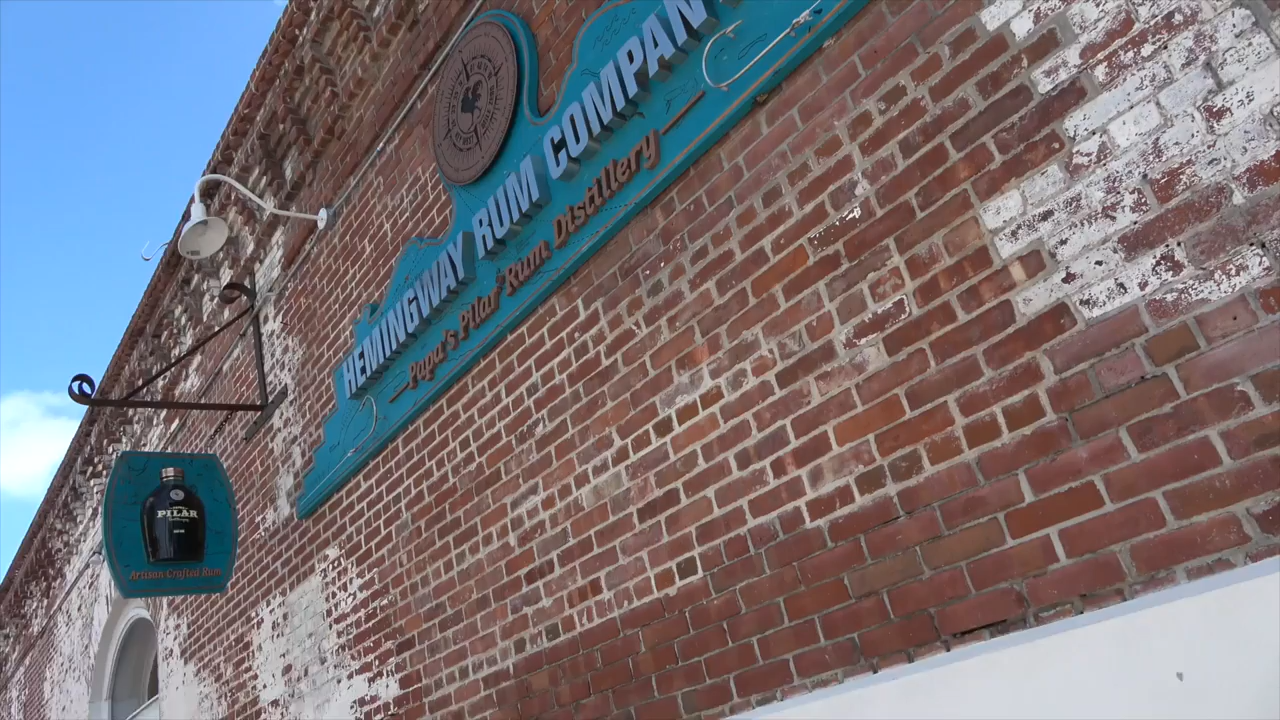 HEMINGWAY RUM COMPAN
Papa's Pilar Rum Distillery
PILAR
Artisan Crafted Rum